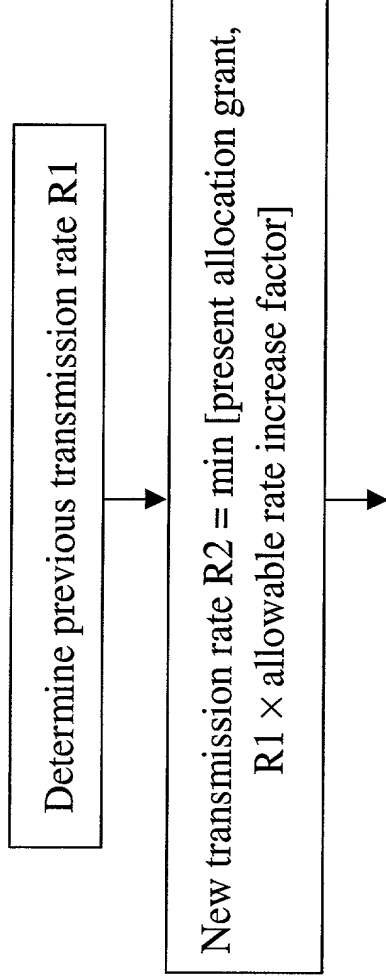 Determine previous transmission rate R1
New transmission rate R2 = min [present allocation grant,
R1 × allowable rate increase factor]